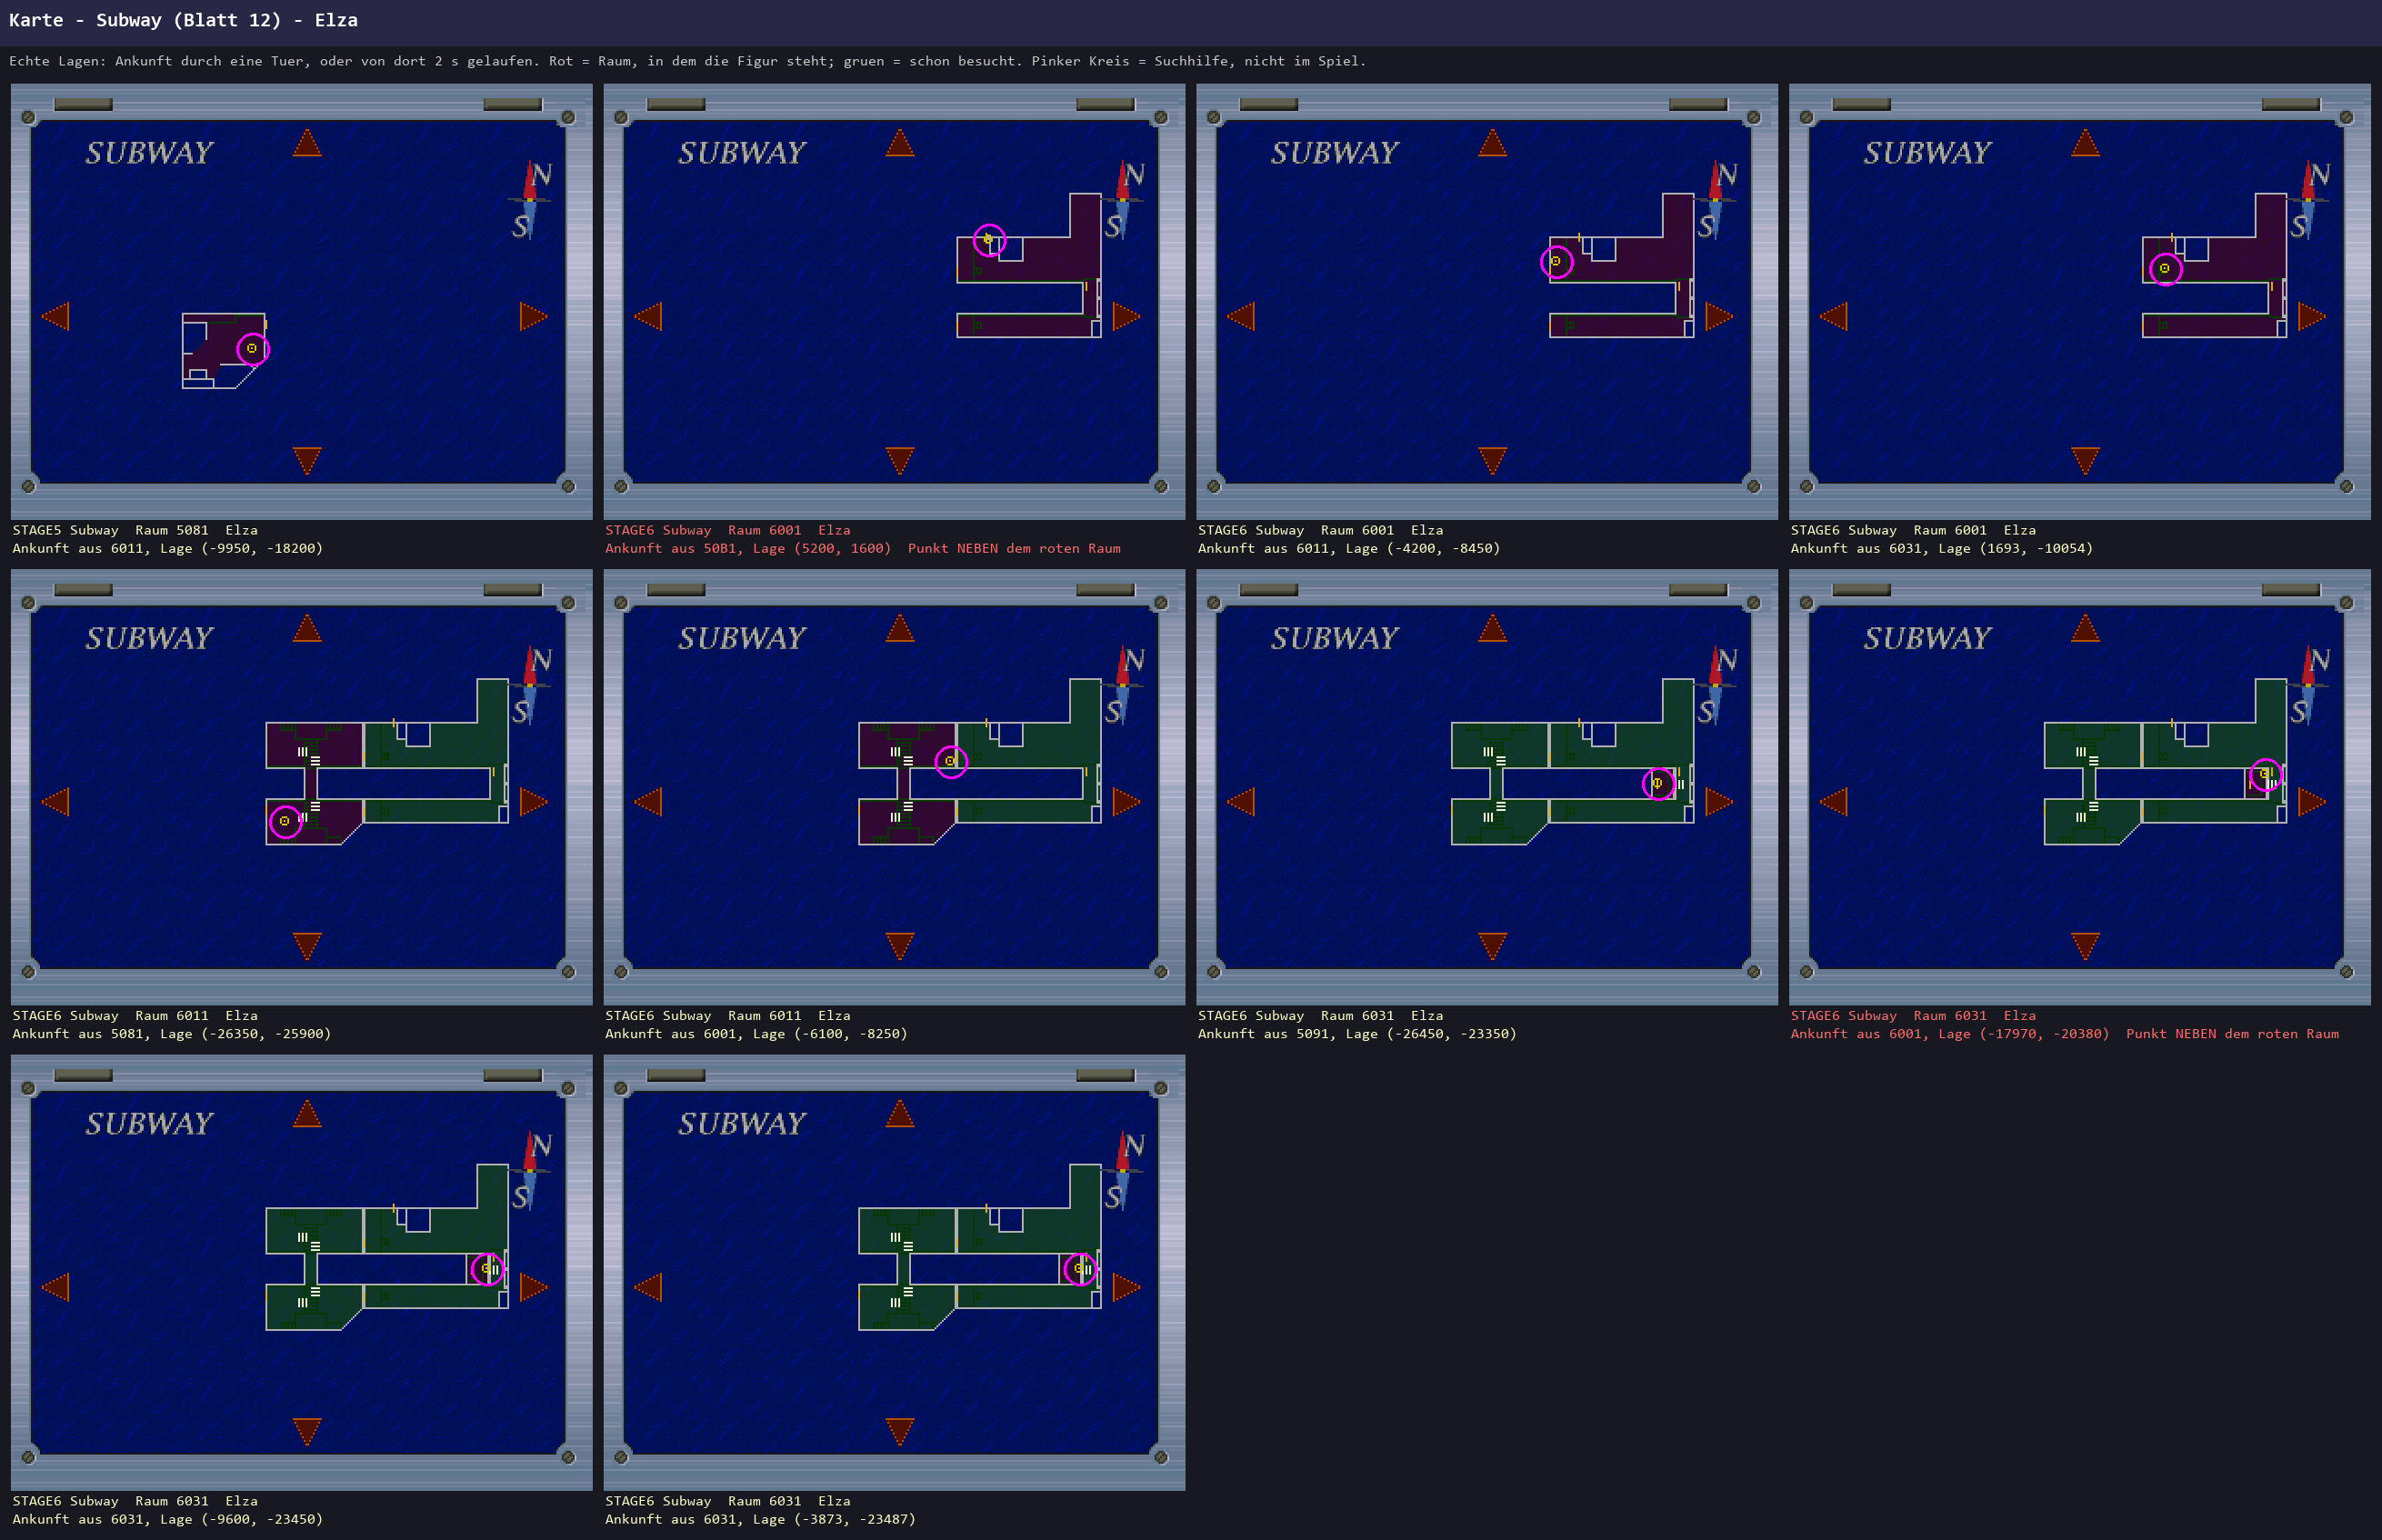 Karte - Subway (Blatt 12) - Elza
Echte Lagen: Ankunft durch eine Tuer, oder von dort 2 s gelaufen. Rot = Raum, in dem die Figur steht; gruen = schon besucht. Pinker Kreis = Suchhilfe, nicht im Spiel.
SUBWAY
N
S
STAGE5 Subway Raum 5081 Elza
Ankunft aus 6011, Lage (-9950, -18200)
SUBWAY
N
S
STAGE6 Subway Raum 6001 Elza
Ankunft aus 50B1, Lage (5200, 1600) Punkt NEBEN dem roten Raum
SUBWAY
N
S
STAGE6 Subway Raum 6001 Elza
Ankunft aus 6011, Lage (-4200, -8450)
SUBWAY
N
S
STAGE6 Subway Raum 6001 Elza
Ankunft aus 6031, Lage (1693, -10054)
SUBWAY
N
S
STAGE6 Subway Raum 6011 Elza
Ankunft aus 5081, Lage (-26350, -25900)
SUBWAY
N
S
STAGE6 Subway Raum 6011 Elza
Ankunft aus 6001, Lage (-6100, -8250)
SUBWAY
N
S
STAGE6 Subway Raum 6031 Elza
Ankunft aus 5091, Lage (-26450, -23350)
SUBWAY
N
S
STAGE6 Subway Raum 6031 Elza
Ankunft aus 6001, Lage (-17970, -20380) Punkt NEBEN dem roten Raum
SUBWAY
N
S
STAGE6 Subway Raum 6031 Elza
Ankunft aus 6031, Lage (-9600, -23450)
SUBWAY
N
S
STAGE6 Subway Raum 6031 Elza
Ankunft aus 6031, Lage (-3873, -23487)